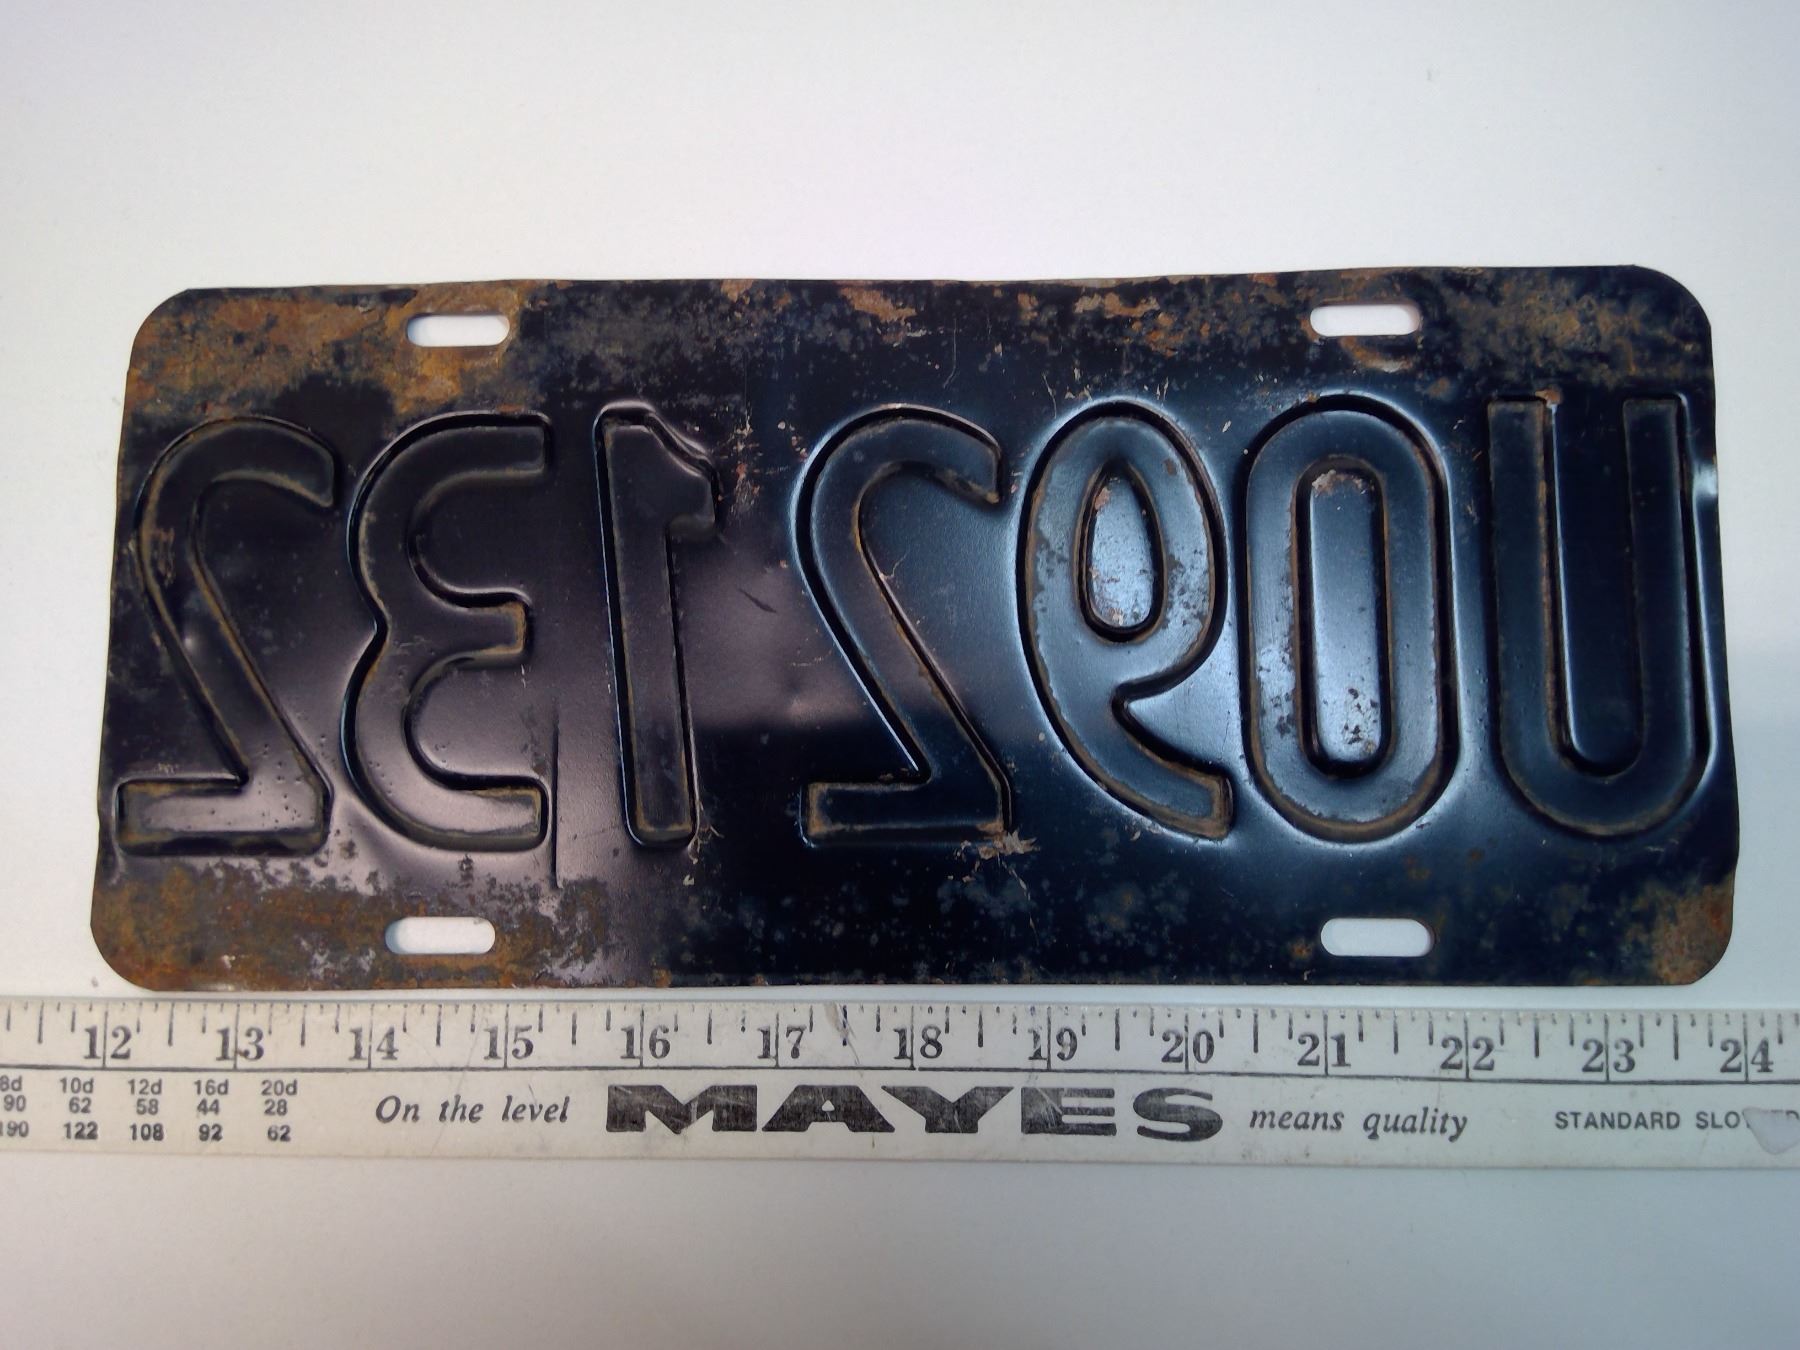 U092132
12 13 14 15 16 17 18 19 20 21 22 23 24
8d 10d 12d 16d 20d
90 62 58 44 28
190 122 108 92 62
On the level MAYES means quality
STANDARD